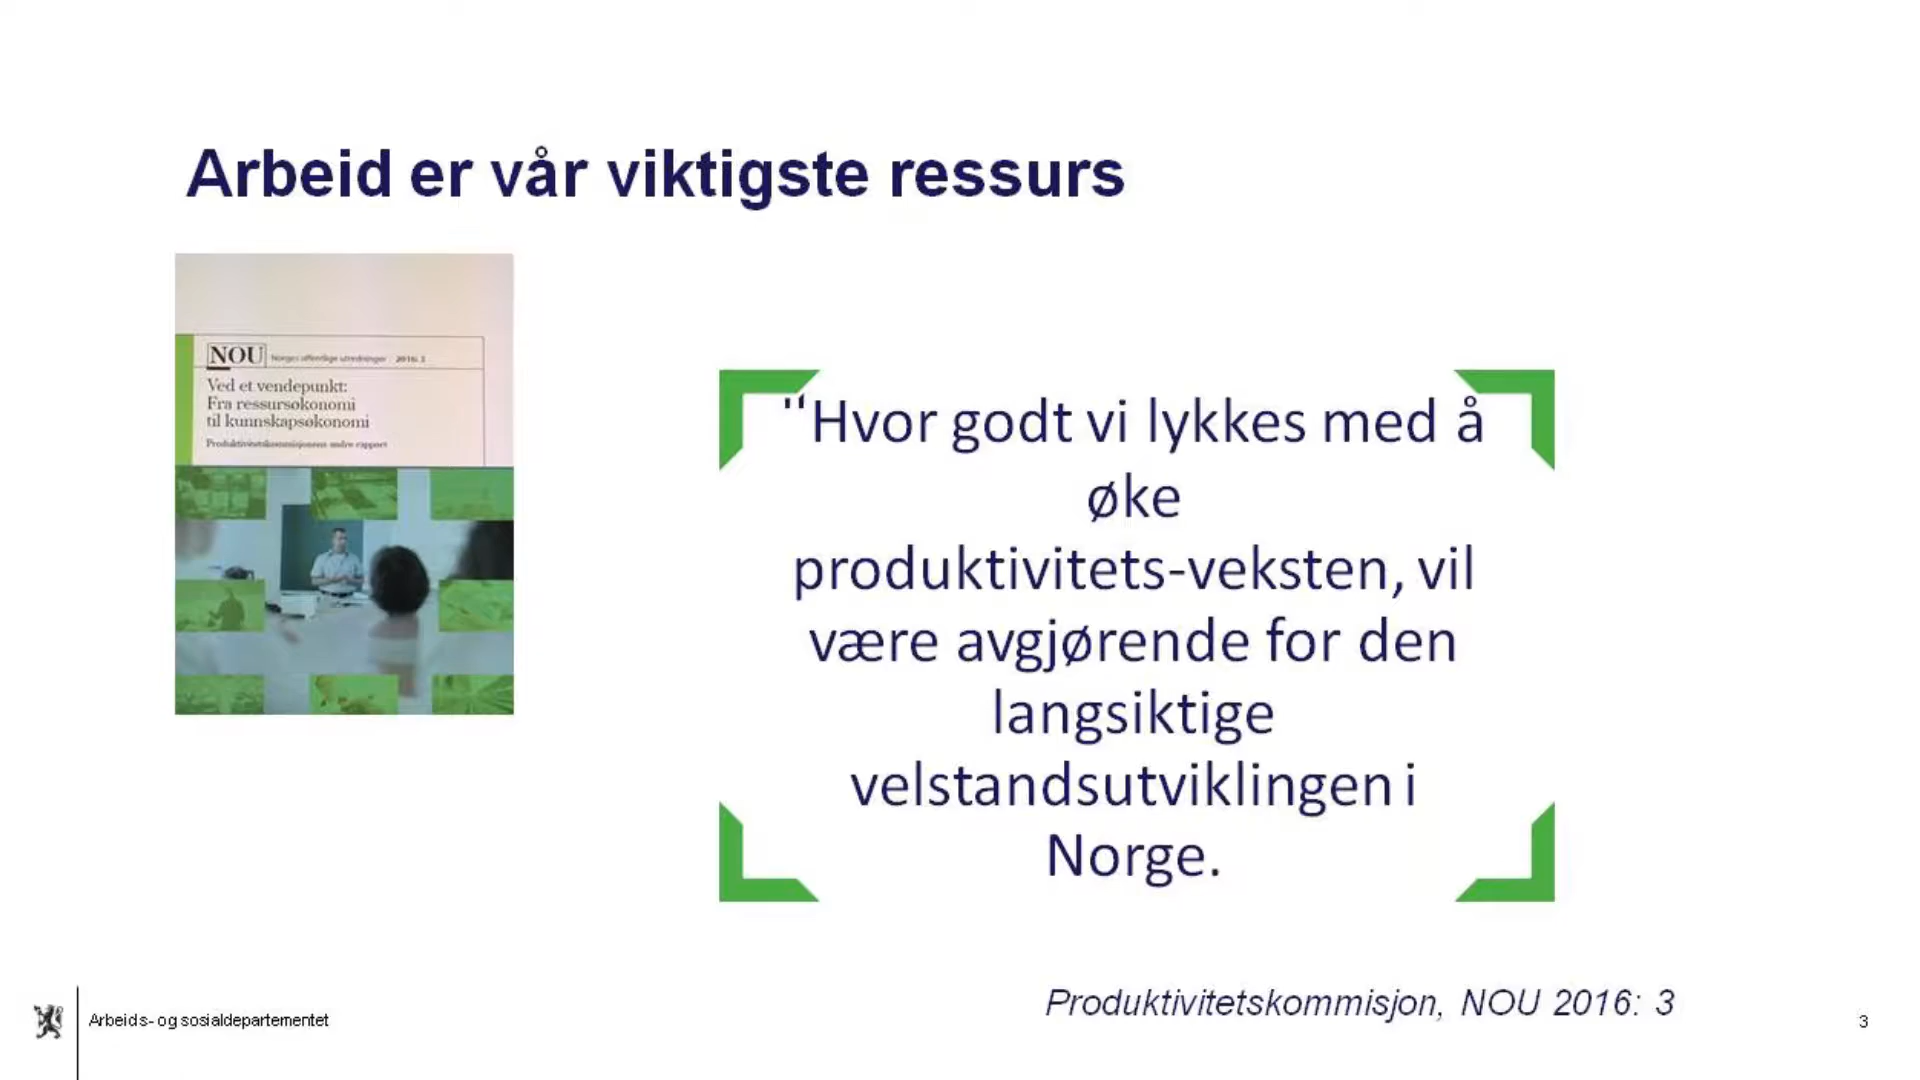 Arbeid er vår viktigste ressurs
NOU Norges offentlige utredninger 2016: 3
Ved et vendepunkt:
Fra ressursøkonomi
til kunnskapsøkonomi
Produktivitetskommisjonens andre rapport
"Hvor godt vi lykkes med å
øke
produktivitets-veksten, vil
være avgjørende for den
langsiktige
velstandsutviklingen i
Norge.
Produktivitetskommisjon, NOU 2016: 3
Arbeids- og sosialdepartementet
3